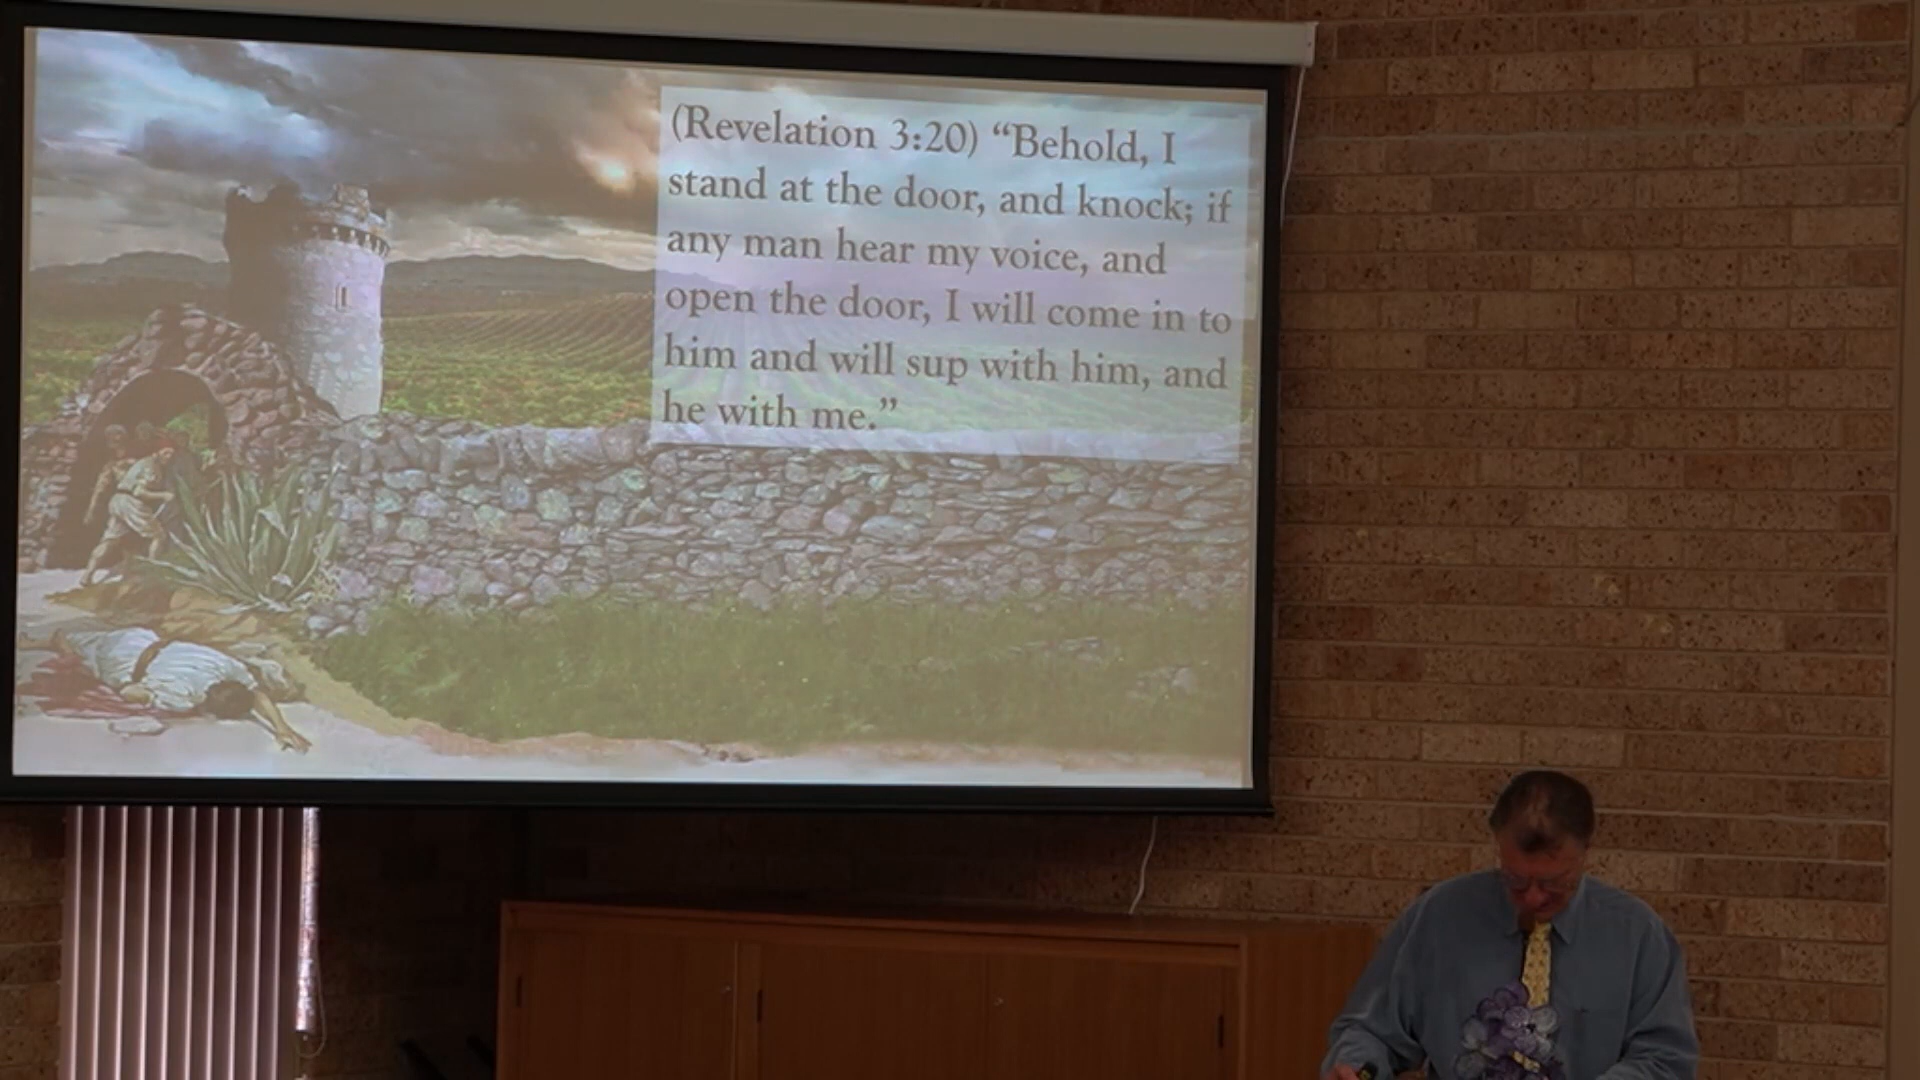 (Revelation 3:20) “Behold, I
stand at the door, and knock; if
any man hear my voice, and
open the door, I will come in to
him and will sup with him, and
he with me.”